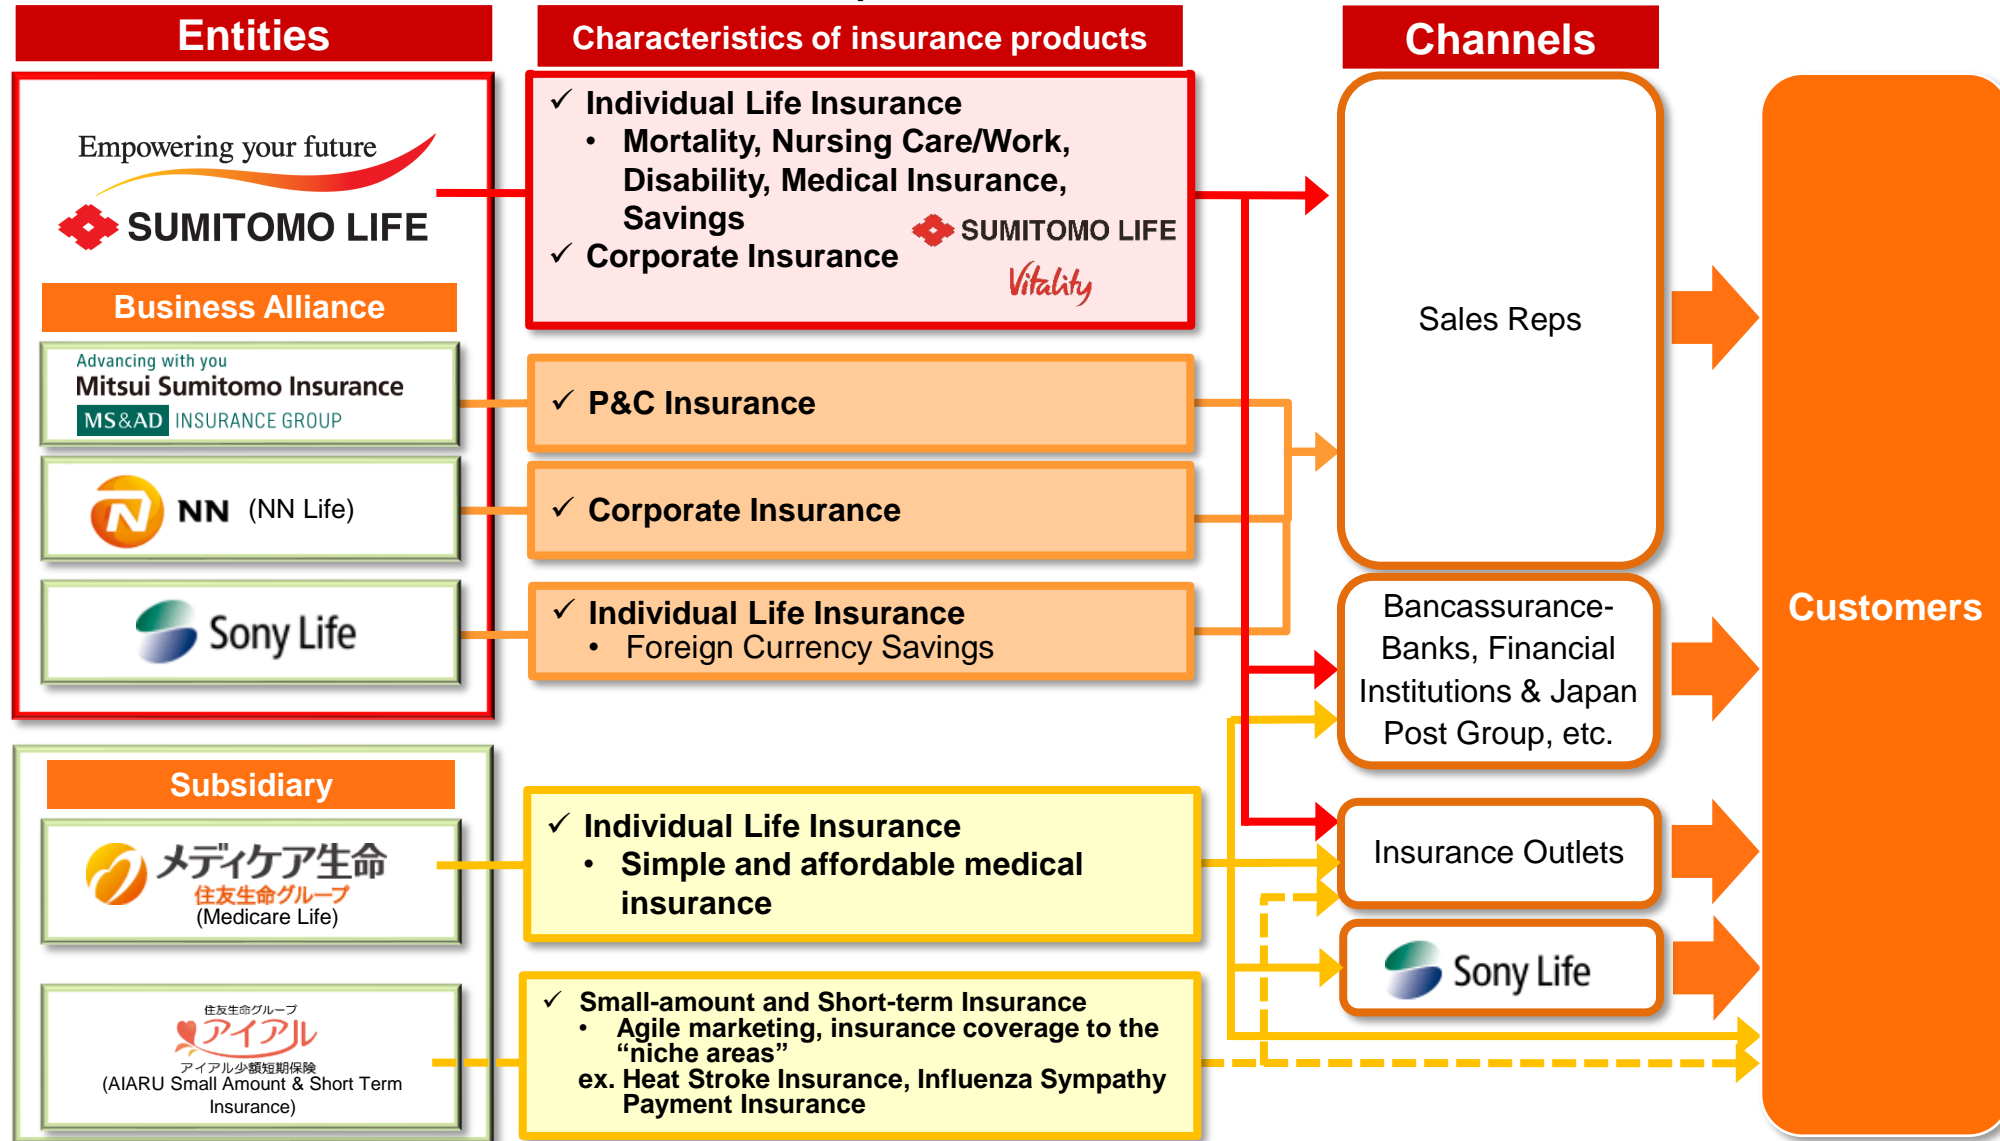 Entities
Characteristics of insurance products
Channels
Empowering your future
SUMITOMO LIFE
Business Alliance
Advancing with you
Mitsui Sumitomo Insurance
MS&AD INSURANCE GROUP
NN (NN Life)
Sony Life
Subsidiary
メディケア生命
住友生命グループ
(Medicare Life)
住友生命グループ
アイアル
アイアル少額短期保険
(AIARU Small Amount & Short Term
Insurance)
✓ Individual Life Insurance
• Mortality, Nursing Care/Work,
Disability, Medical Insurance,
Savings
✓ Corporate Insurance
SUMITOMO LIFE
Vitality
✓ P&C Insurance
✓ Corporate Insurance
✓ Individual Life Insurance
• Foreign Currency Savings
✓ Individual Life Insurance
• Simple and affordable medical
insurance
✓ Small-amount and Short-term Insurance
• Agile marketing, insurance coverage to the
“niche areas”
ex. Heat Stroke Insurance, Influenza Sympathy
Payment Insurance
Sales Reps
Bancassurance-
Banks, Financial
Institutions & Japan
Post Group, etc.
Insurance Outlets
Sony Life
Customers